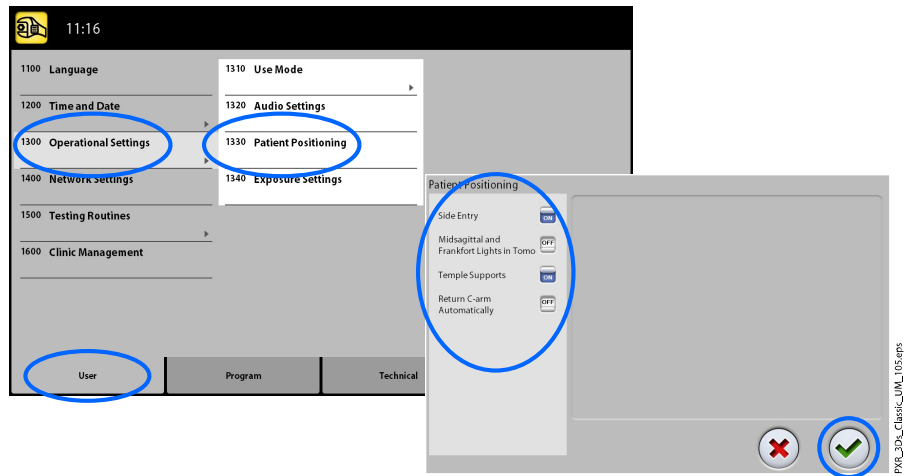 11:16
1100 Language
1200 Time and Date
1300 Operational Settings
1400 Network Settings
1500 Testing Routines
1600 Clinic Management
1310 Use Mode
1320 Audio Settings
1330 Patient Positioning
1340 Exposure Settings
User
Program
Technical
Patient Positioning
Side Entry
ON
Midsagittal and
Frankfort Lights in Tomo
OFF
Temple Supports
ON
Return C-arm
Automatically
OFF
PXR_3Ds_Classic_UM_105.eps